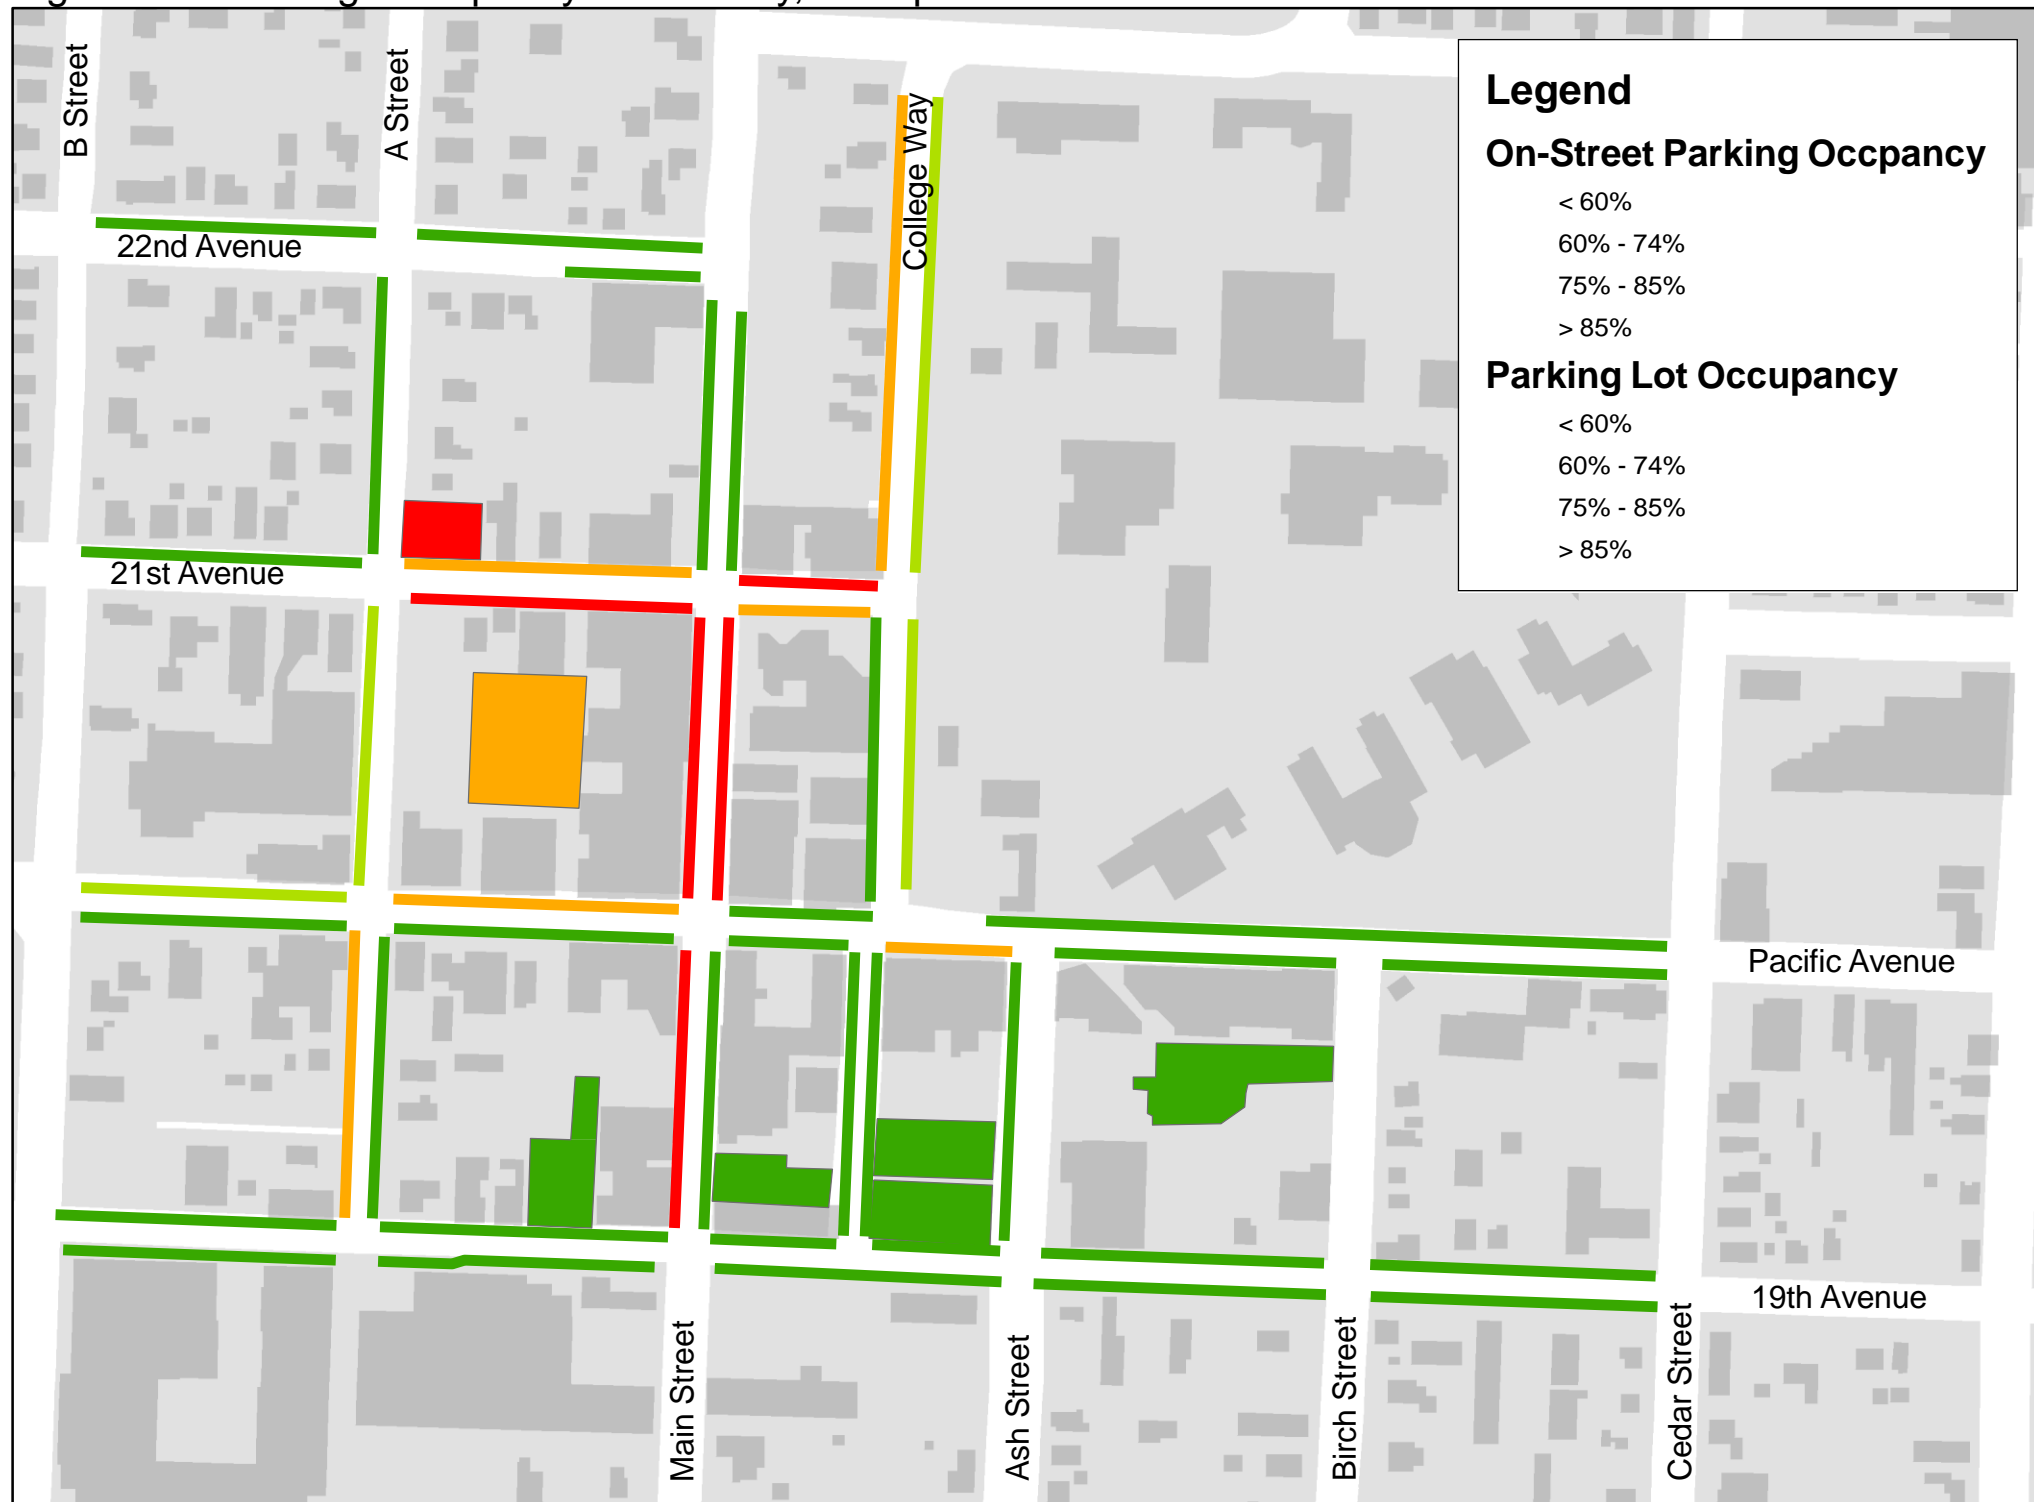 B Street
A Street
College Way
22nd Avenue
21st Avenue
Pacific Avenue
19th Avenue
Main Street
Ash Street
Birch Street
Cedar Street
Legend
On-Street Parking Occpancy
< 60%
60% - 74%
75% - 85%
> 85%
Parking Lot Occupancy
< 60%
60% - 74%
75% - 85%
> 85%